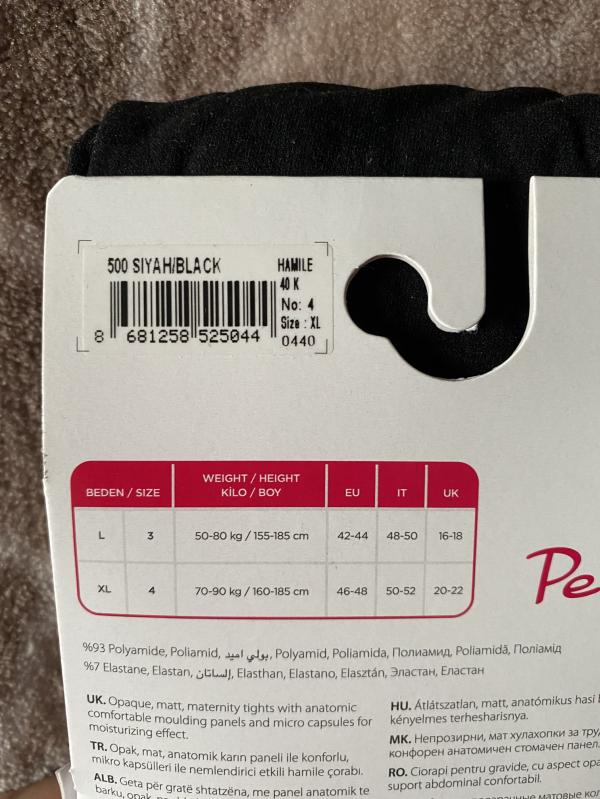 500 SIYAH/BLACK
HAMILE
40 K
No: 4
Size : XL
0440
8 681258 525044
BEDEN / SIZE
WEIGHT / HEIGHT
KİLO / BOY
EU
IT
UK
L 3 50-80 kg / 155-185 cm 42-44 48-50 16-18
XL 4 70-90 kg / 160-185 cm 46-48 50-52 20-22
Pe
%93 Polyamide, Poliamid, بولي اميد, Polyamid, Poliamida, Полиамид, Poliamidă, Поліамід
%7 Elastane, Elastan, إلساتان, Elasthan, Elastano, Elasztán, Эластан, Еластан
UK. Opaque, matt, maternity tights with anatomic
comfortable moulding panels and micro capsules for
moisturizing effect.
TR. Opak, mat, anatomik karın paneli ile konforlu,
mikro kapsülleri ile nemlendirici etkili hamile çorabı.
ALB. Geta për gratë shtatzëna, me panel anatomik te
barku, opak,
HU. Átlátszatlan, matt, anatómikus hasi
kényelmes terhesharisnya.
MK. Непрозирни, мат хулахопки за
конфорен анатомичен стомачен панел.
RO. Ciorapi pentru gravide, cu aspect
suport abdominal confortabil.
матовые